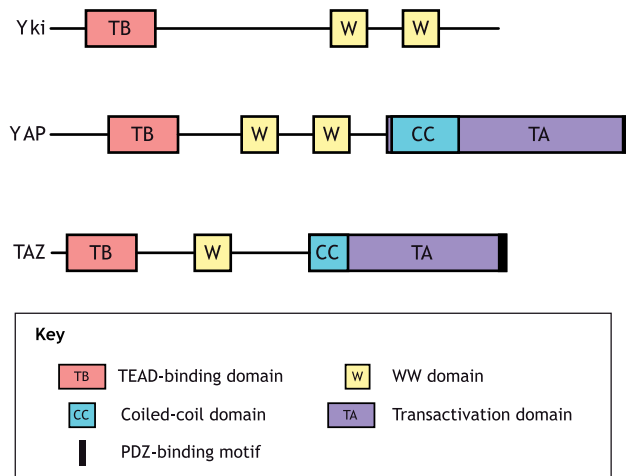 Yki TB W W
YAP TB W W CC TA
TAZ TB W CC TA
Key
TB TEAD-binding domain W WW domain
CC Coiled-coil domain TA Transactivation domain
PDZ-binding motif